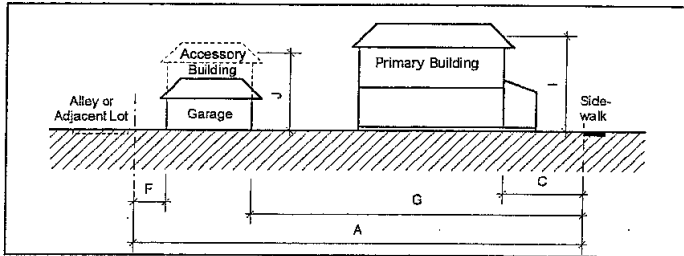 Accessory
Building
Primary Building
J
I
Alley or
Adjacent Lot
Garage
Side-
walk
F
C
G
A